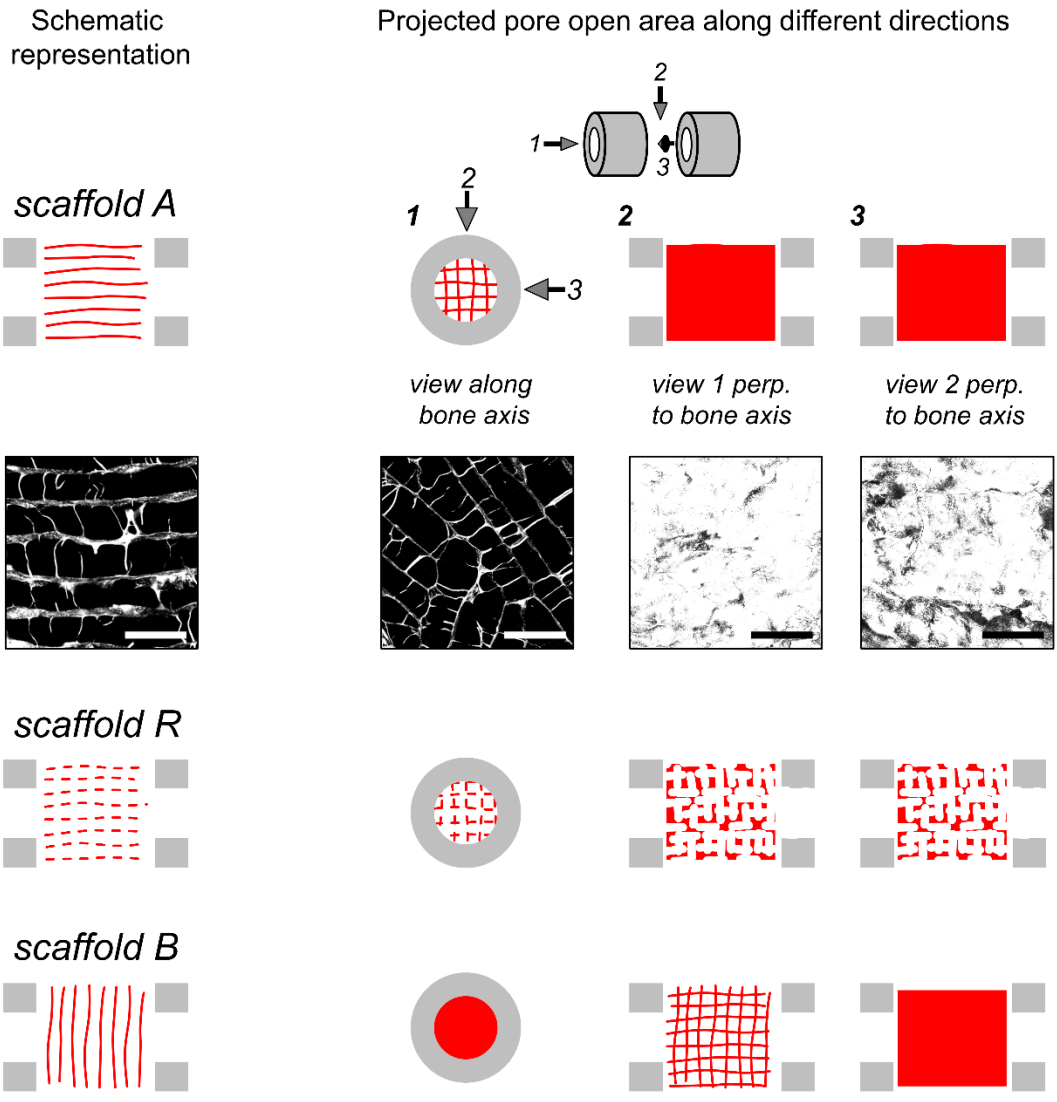 Schematic
representation
Projected pore open area along different directions
2
1
3
scaffold A
2
1
3
2
3
view along
bone axis
view 1 perp.
to bone axis
view 2 perp.
to bone axis
scaffold R
scaffold B